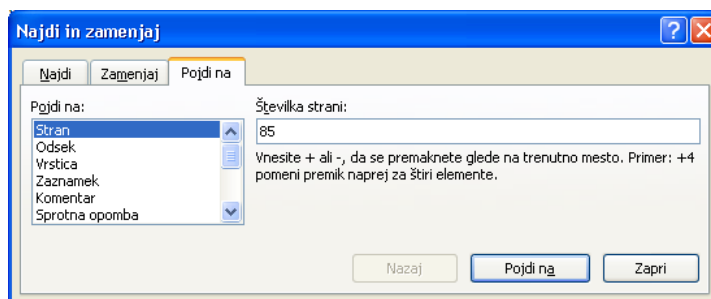 Najdi in zamenjaj
Najdi Zamenjaj Pojdi na
Pojdi na:
Stran
Odsek
Vrstica
Zaznamek
Komentar
Sprotna opomba
Številka strani:
85
Vnesite + ali -, da se premaknete glede na trenutno mesto. Primer: +4
pomeni premik naprej za štiri elemente.
Nazaj Pojdi na Zapri